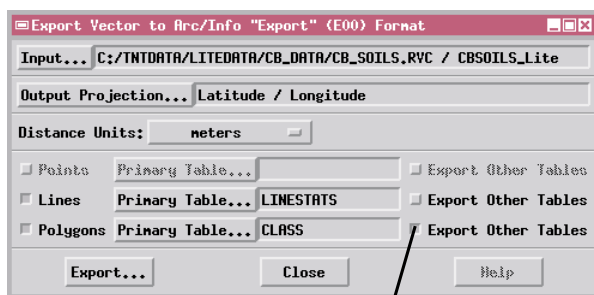 Export Vector to Arc/Info "Export" (E00) Format
Input... C:/TNTDATA/LITEDATA/CB_DATA/CB_SOILS.RVC / CBSOILS_Lite
Output Projection... Latitude / Longitude
Distance Units: meters
Points Primary Table... Export Other Tables
Lines Primary Table... LINESTATS Export Other Tables
Polygons Primary Table... CLASS Export Other Tables
Export... Close Help